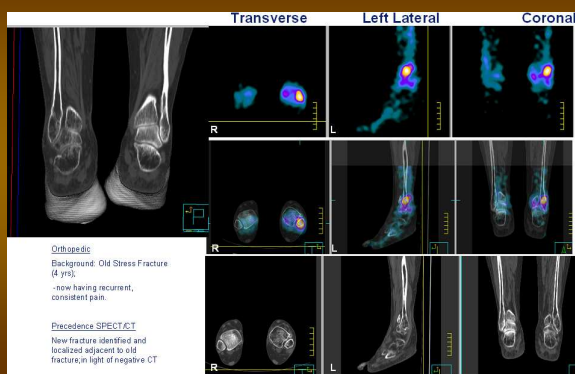 Transverse
Left Lateral
Coronal
R
L
R
L
R
L
Orthopedic
Background: Old Stress Fracture
(4 yrs);
-now having recurrent,
consistent pain.
Precedence SPECT/CT
New fracture identified and
localized adjacent to old
fracture;in light of negative CT